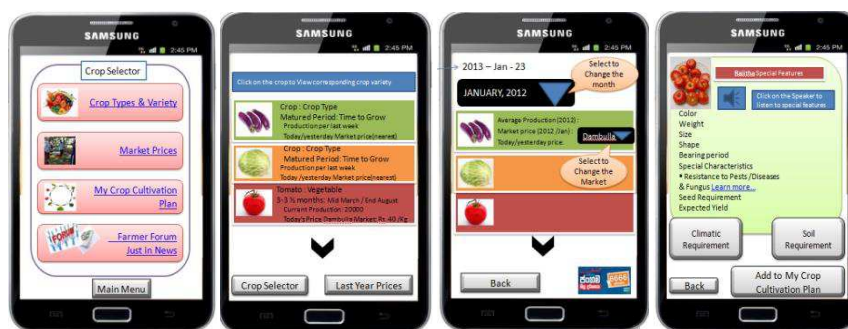 SAMSUNG
2:45 PM
Crop Selector
Crop Types & Variety
Market Prices
My Crop Cultivation
Plan
FORUM
Farmer Forum
Just In News
Main Menu
SAMSUNG
2:45 PM
Click on the crop to View corresponding crop variety
Crop : Crop Type
Matured Period: Time to Grow
Production per last week
Today/yesterday Market price(nearest)
Crop : Crop Type
Matured Period: Time to Grow
Production per last week
Today/yesterday Market price(nearest)
Tomato : Vegetable
3-3 ½ months: Mid March / End August
Currant Production: 20000
Today's Price Dambulla Market: Rs. 40 /Kg
Crop Selector
Last Year Prices
SAMSUNG
2:45 PM
2013 – Jan - 23
Select to
Change the
month
JANUARY, 2012
Average Production (2012) :
Market price (2012 /Jan) :
Today/yesterday price:
Dambulla
Select to
Change the
Market
Back
6666
SAMSUNG
2:45 PM
Special Features
Click on the Speaker to
listen to special features
Color
Weight
Size
Shape
Bearing period
Special Characteristics
• Resistance to Pests /Diseases
& Fungus Learn more...
Seed Requirement
Expected Yield
Climatic
Requirement
Soil
Requirement
Back
Add to My Crop
Cultivation Plan